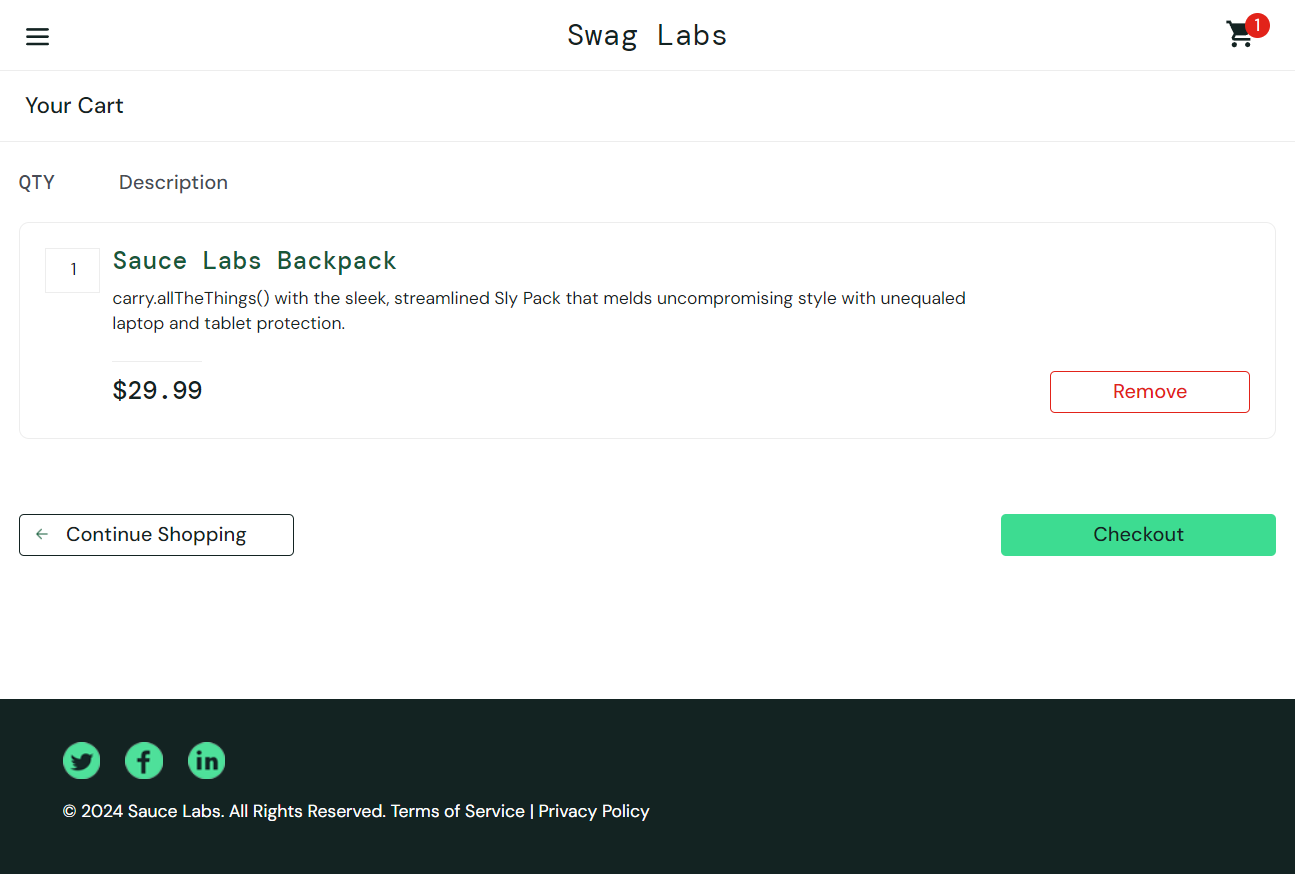 Swag Labs
1
Your Cart
QTY Description
1
Sauce Labs Backpack
carry.allTheThings() with the sleek, streamlined Sly Pack that melds uncompromising style with unequaled
laptop and tablet protection.
$29.99
Remove
Continue Shopping
Checkout
© 2024 Sauce Labs. All Rights Reserved. Terms of Service | Privacy Policy